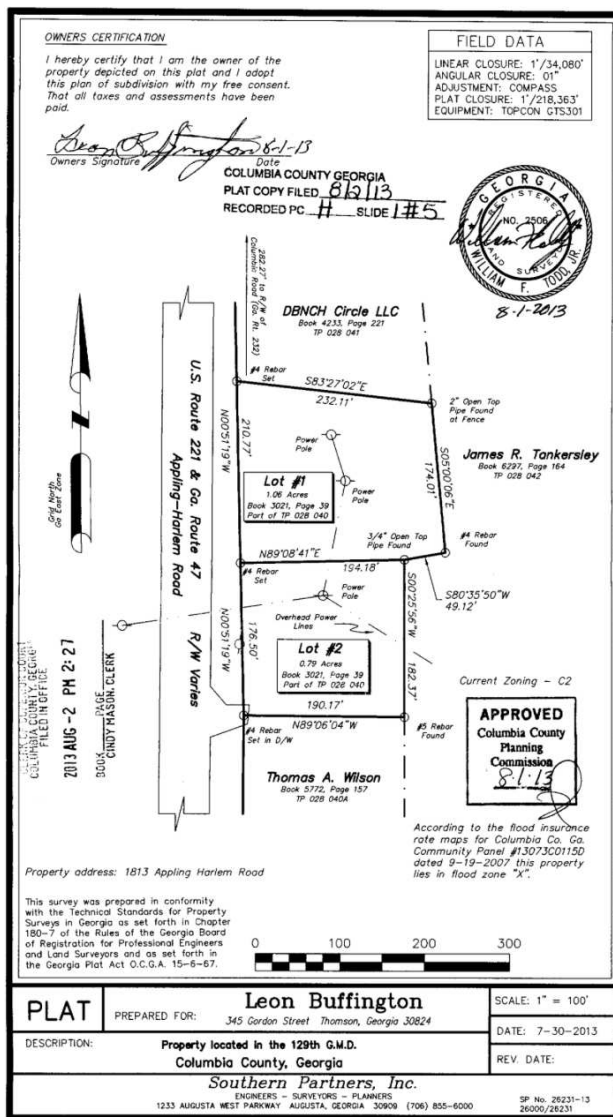 OWNERS CERTIFICATION
I hereby certify that I am the owner of the
property depicted on this plat and I adopt
this plan of subdivision with my free consent.
That all taxes and assessments have been
paid.
Leon Buffington 8-1-13
Owners Signature Date
FIELD DATA
LINEAR CLOSURE: 1'/34,080'
ANGULAR CLOSURE: 01"
ADJUSTMENT: COMPASS
PLAT CLOSURE: 1'/218,363'
EQUIPMENT: TOPCON GTS301
COLUMBIA COUNTY GEORGIA
PLAT COPY FILED 8/2/13
RECORDED PC H SLIDE 1#5
GEORGIA
REGISTERED
NO. 2506
LAND SURVEYOR
WILLIAM F. TODD, JR.
8-1-2013
282.27' to R/W of
Columbia Road (Ga. Rt. 232)
DBNCH Circle LLC
Book 4233, Page 221
TP 028 041
#4 Rebar
Set
S83°27'02"E
232.11'
2" Open Top
Pipe Found
at Fence
Grid North
Ga East Zone
U.S. Route 221 & Ga. Route 47
Appling-Harlem Road
R/W Varies
N00°51'19"W
210.77'
Power
Pole
Power
Pole
S05°00'06"E
174.01'
James R. Tankersley
Book 6297, Page 164
TP 028 042
Lot #1
1.06 Acres
Book 3021, Page 39
Part of TP 028 040
3/4" Open Top
Pipe Found
#4 Rebar
Found
N89°08'41"E
194.18'
#4 Rebar
Set
S80°35'50"W
49.12'
Power
Pole
Overhead Power
Lines
N00°51'19"W
176.50'
S00°25'56"W
182.37'
Lot #2
0.79 Acres
Book 3021, Page 39
Part of TP 028 040
190.17'
N89°06'04"W
#4 Rebar
Set in D/W
#5 Rebar
Found
Thomas A. Wilson
Book 5772, Page 157
TP 028 040A
COLUMBIA COUNTY, GEORGIA
FILED IN OFFICE
2013 AUG -2 PM 2:27
BOOK PAGE
CINDY MASON, CLERK
Current Zoning - C2
APPROVED
Columbia County
Planning
Commission
8-1-13
According to the flood insurance
rate maps for Columbia Co. Ga.
Community Panel #13073C0115D
dated 9-19-2007 this property
lies in flood zone "X".
Property address: 1813 Appling Harlem Road
This survey was prepared in conformity
with the Technical Standards for Property
Surveys in Georgia as set forth in Chapter
180-7 of the Rules of the Georgia Board
of Registration for Professional Engineers
and Land Surveyors and as set forth in
the Georgia Plat Act O.C.G.A. 15-6-67.
0 100 200 300
PLAT
PREPARED FOR:
Leon Buffington
345 Gordon Street Thomson, Georgia 30824
SCALE: 1" = 100'
DATE: 7-30-2013
REV. DATE:
DESCRIPTION:
Property located in the 129th G.M.D.
Columbia County, Georgia
Southern Partners, Inc.
ENGINEERS - SURVEYORS - PLANNERS
1233 AUGUSTA WEST PARKWAY AUGUSTA, GEORGIA 30909 (706) 855-6000
SP No. 26231-13
26000/26231